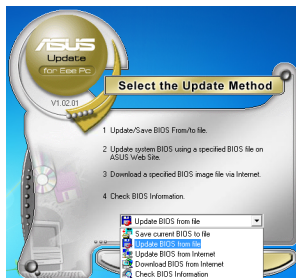 ASUS
Update
for Eee Pc
V1.02.01
Select the Update Method
1 Update/Save BIOS From/to file.
2 Update system BIOS using a specified BIOS file on
ASUS Web Site.
3 Download a specified BIOS image file via Internet.
4 Check BIOS Information.
Update BIOS from file
Save current BIOS to file
Update BIOS from file
Update BIOS from Internet
Download BIOS from Internet
Check BIOS Information